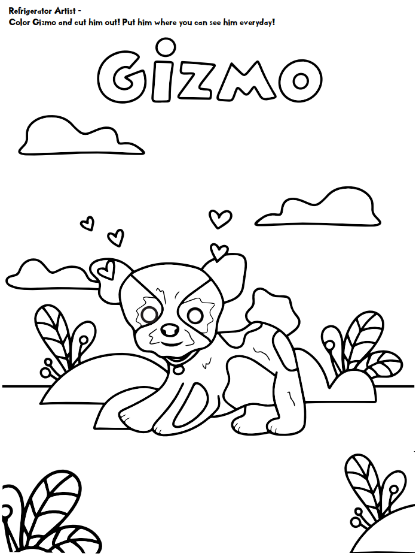 Refrigerator Artist -
Color Gizmo and cut him out! Put him where you can see him everyday!
GiZMO